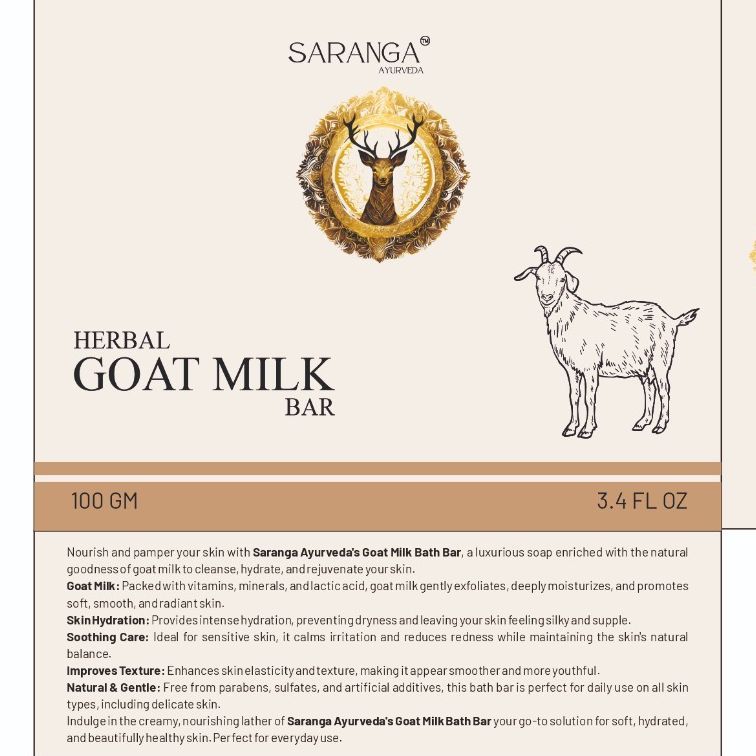 SARANGA™
AYURVEDA
HERBAL
GOAT MILK
BAR
100 GM
3.4 FL OZ
Nourish and pamper your skin with Saranga Ayurveda's Goat Milk Bath Bar, a luxurious soap enriched with the natural
goodness of goat milk to cleanse, hydrate, and rejuvenate your skin.
Goat Milk: Packed with vitamins, minerals, and lactic acid, goat milk gently exfoliates, deeply moisturizes, and promotes
soft, smooth, and radiant skin.
Skin Hydration: Provides intense hydration, preventing dryness and leaving your skin feeling silky and supple.
Soothing Care: Ideal for sensitive skin, it calms irritation and reduces redness while maintaining the skin's natural
balance.
Improves Texture: Enhances skin elasticity and texture, making it appear smoother and more youthful.
Natural & Gentle: Free from parabens, sulfates, and artificial additives, this bath bar is perfect for daily use on all skin
types, including delicate skin.
Indulge in the creamy, nourishing lather of Saranga Ayurveda's Goat Milk Bath Bar your go-to solution for soft, hydrated,
and beautifully healthy skin. Perfect for everyday use.